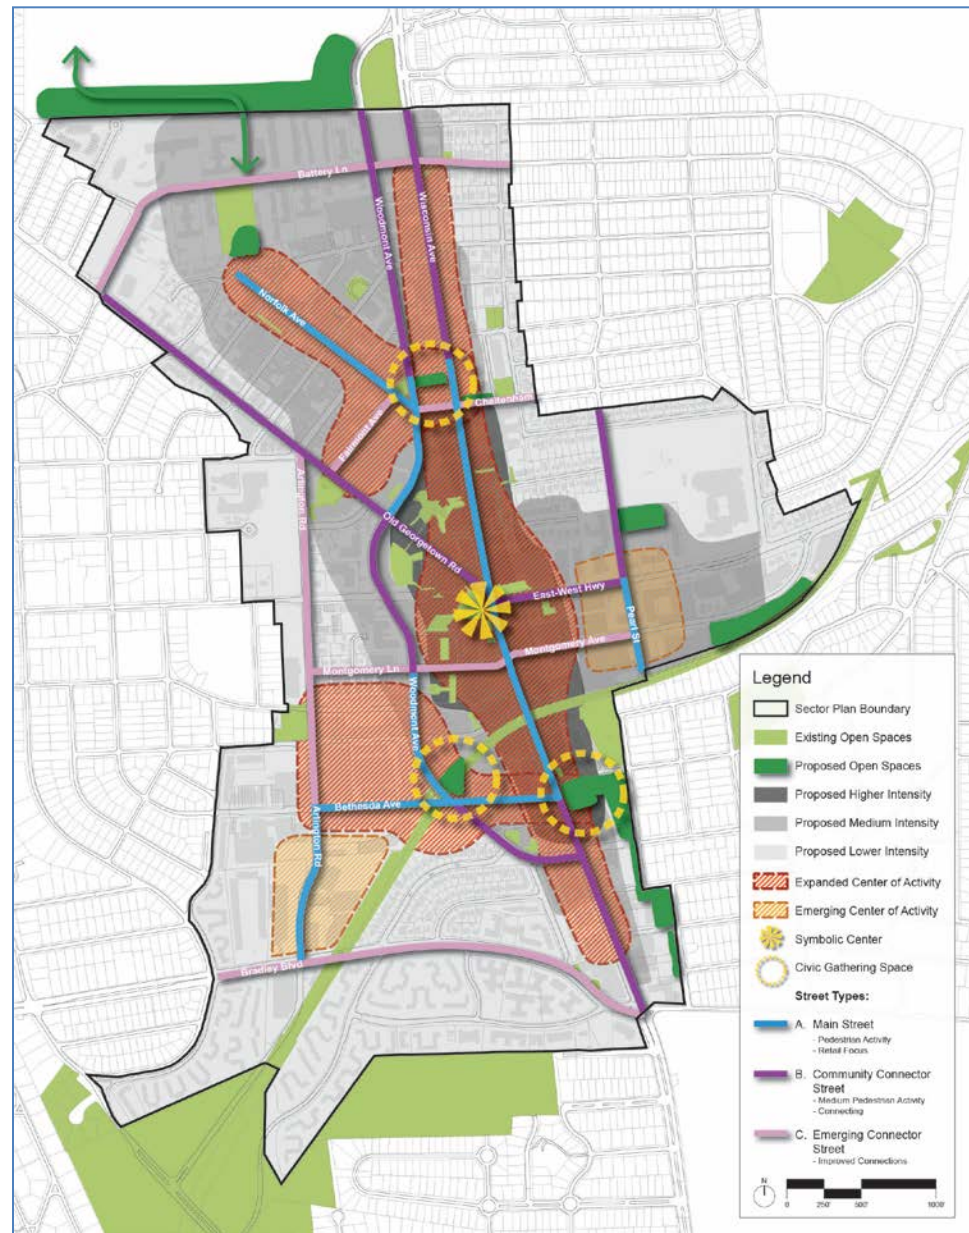 Battery Ln
Woodmont Ave
Wisconsin Ave
Norfolk Ave
Cheltenham
Fairmont Ave
Arlington Rd
Old Georgetown Rd
East-West Hwy
Pearl St
Montgomery Ave
Montgomery Ln
Woodmont Ave
Bethesda Ave
Arlington Rd
Bradley Blvd
Legend
Sector Plan Boundary
Existing Open Spaces
Proposed Open Spaces
Proposed Higher Intensity
Proposed Medium Intensity
Proposed Lower Intensity
Expanded Center of Activity
Emerging Center of Activity
Symbolic Center
Civic Gathering Space
Street Types:
A. Main Street
- Pedestrian Activity
- Retail Focus
B. Community Connector
Street
- Medium Pedestrian Activity
- Connecting
C. Emerging Connector
Street
- Improved Connections
N
0 250' 500' 1000'